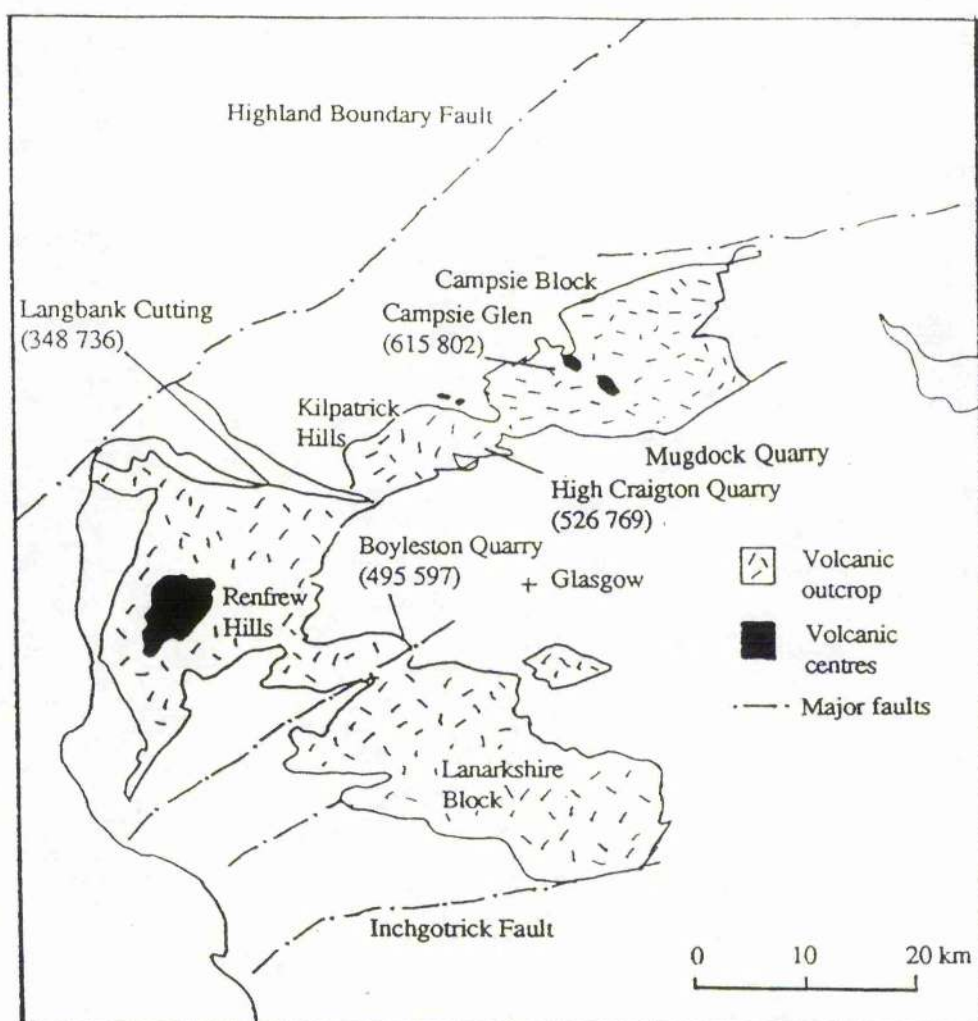 Highland Boundary Fault
Campsie Block
Langbank Cutting
(348 736)
Campsie Glen
(615 802)
Kilpatrick
Hills
Mugdock Quarry
High Craigton Quarry
(526 769)
Boyleston Quarry
(495 597)
+ Glasgow
Volcanic
outcrop
Renfrew
Hills
Volcanic
centres
Major faults
Lanarkshire
Block
Inchgotrick Fault
0 10 20 km